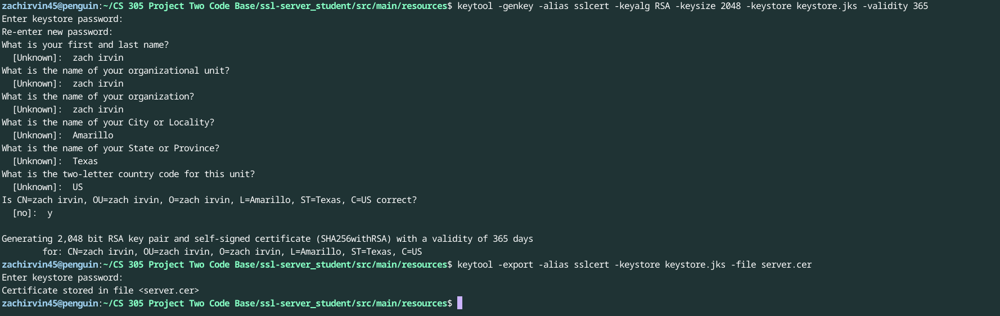 zachirvin45@penguin:~/CS 305 Project Two Code Base/ssl-server_student/src/main/resources$ keytool -genkey -alias sslcert -keyalg RSA -keysize 2048 -keystore keystore.jks -validity 365
Enter keystore password:
Re-enter new password:
What is your first and last name?
  [Unknown]:  zach irvin
What is the name of your organizational unit?
  [Unknown]:  zach irvin
What is the name of your organization?
  [Unknown]:  zach irvin
What is the name of your City or Locality?
  [Unknown]:  Amarillo
What is the name of your State or Province?
  [Unknown]:  Texas
What is the two-letter country code for this unit?
  [Unknown]:  US
Is CN=zach irvin, OU=zach irvin, O=zach irvin, L=Amarillo, ST=Texas, C=US correct?
  [no]:  y
Generating 2,048 bit RSA key pair and self-signed certificate (SHA256withRSA) with a validity of 365 days
        for: CN=zach irvin, OU=zach irvin, O=zach irvin, L=Amarillo, ST=Texas, C=US
zachirvin45@penguin:~/CS 305 Project Two Code Base/ssl-server_student/src/main/resources$ keytool -export -alias sslcert -keystore keystore.jks -file server.cer
Enter keystore password:
Certificate stored in file <server.cer>
zachirvin45@penguin:~/CS 305 Project Two Code Base/ssl-server_student/src/main/resources$